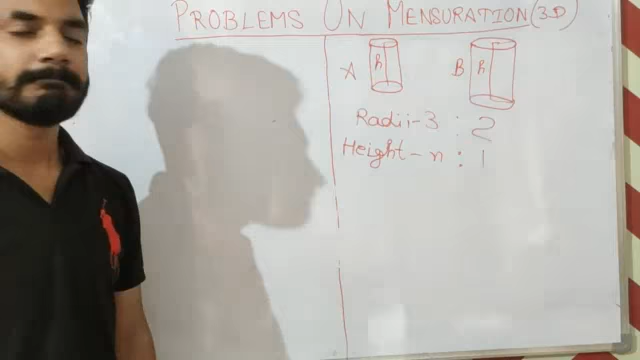 PROBLEMS ON MENSURATION (3D)
A h B h
Radii - 3 : 2
Height - n : 1